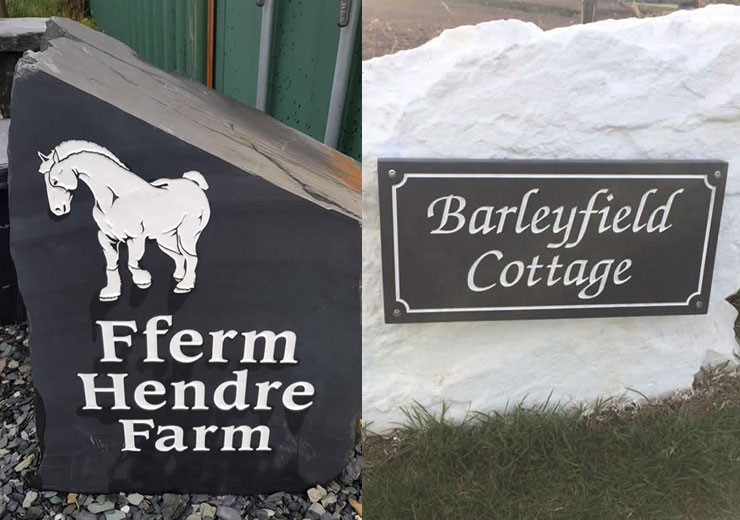 Fferm
Hendre
Farm
Barleyfield
Cottage